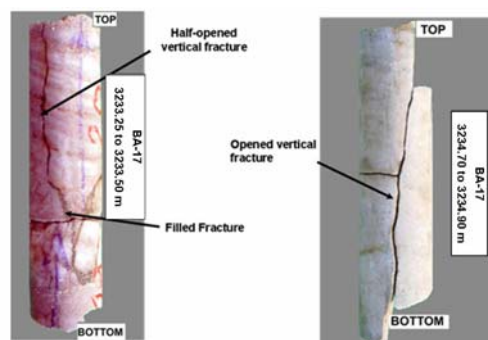 TOP
Half-opened
vertical fracture
BA-17
3233.25 to 3233.50 m
Filled Fracture
BOTTOM
TOP
Opened vertical
fracture
BA-17
3234.70 to 3234.90 m
BOTTOM